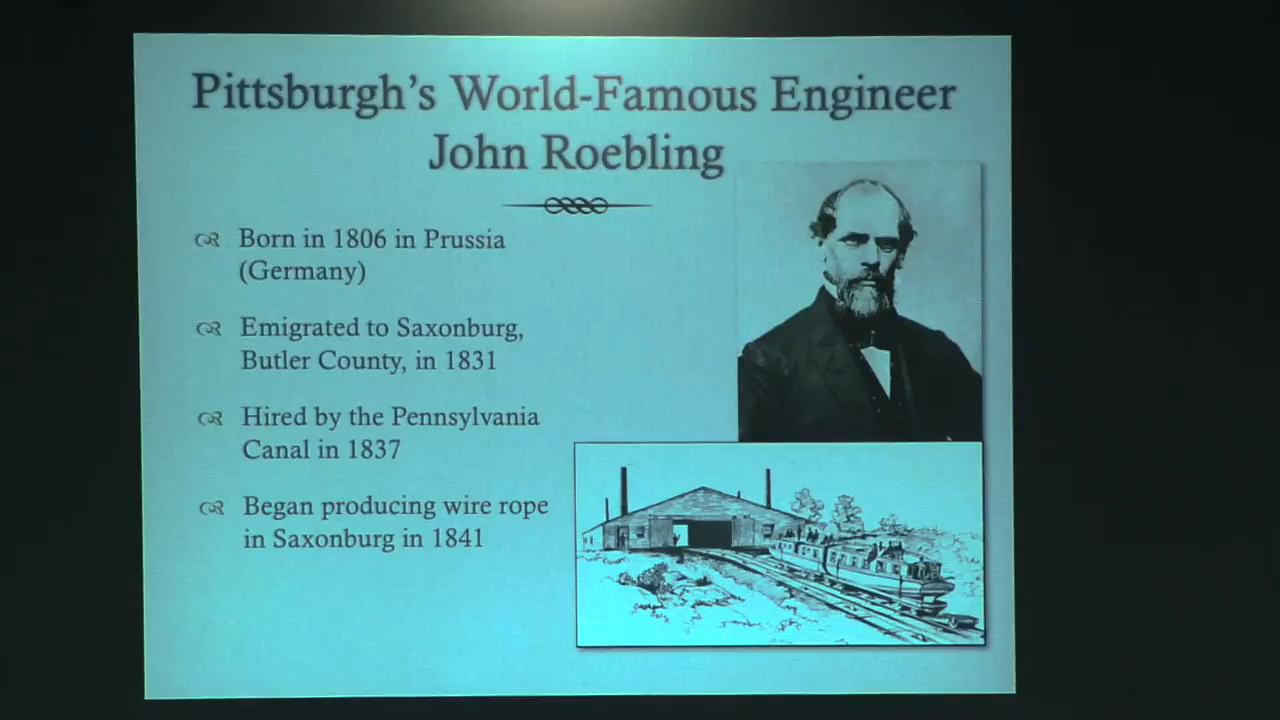 Pittsburgh's World-Famous Engineer
John Roebling
Born in 1806 in Prussia
(Germany)
Emigrated to Saxonburg,
Butler County, in 1831
Hired by the Pennsylvania
Canal in 1837
Began producing wire rope
in Saxonburg in 1841